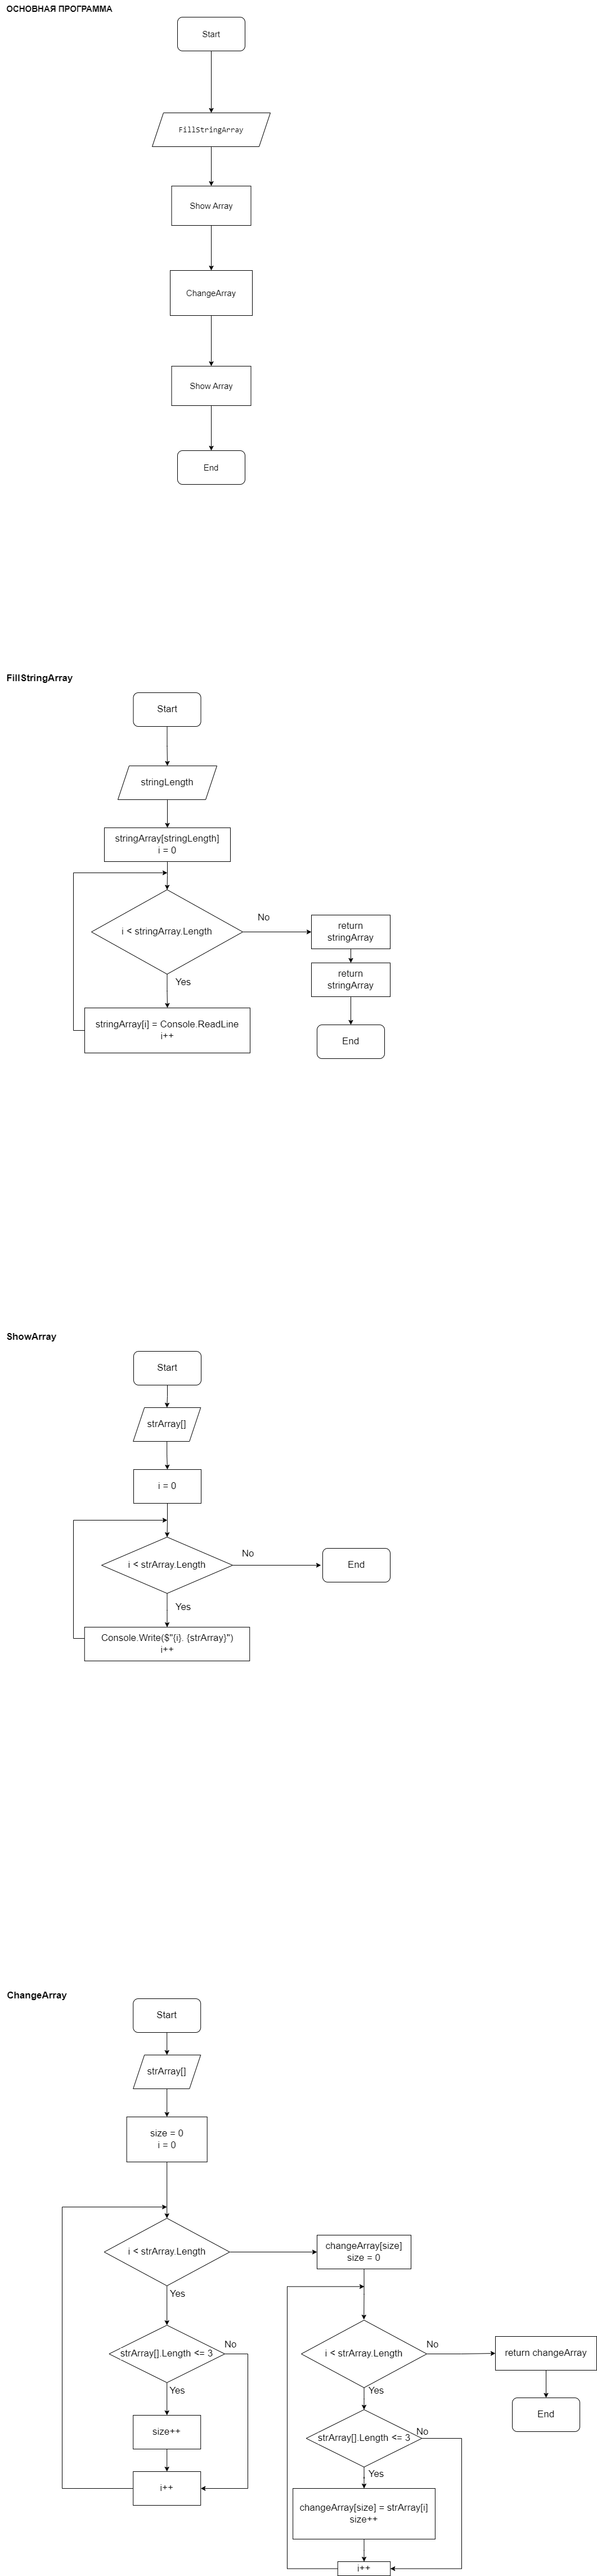 ОСНОВНАЯ ПРОГРАММА
Start
FillStringArray
Show Array
ChangeArray
Show Array
End
FillStringArray
Start
stringLength
stringArray[stringLength]
i = 0
i < stringArray.Length
No
return
stringArray
return
stringArray
End
Yes
stringArray[i] = Console.ReadLine
i++
ShowArray
Start
strArray[]
i = 0
i < strArray.Length
No
End
Yes
Console.Write($"{i}. {strArray}")
i++
ChangeArray
Start
strArray[]
size = 0
i = 0
i < strArray.Length
Yes
strArray[].Length <= 3
No
Yes
size++
i++
changeArray[size]
size = 0
i < strArray.Length
No
return changeArray
End
Yes
strArray[].Length <= 3
No
Yes
changeArray[size] = strArray[i]
size++
i++